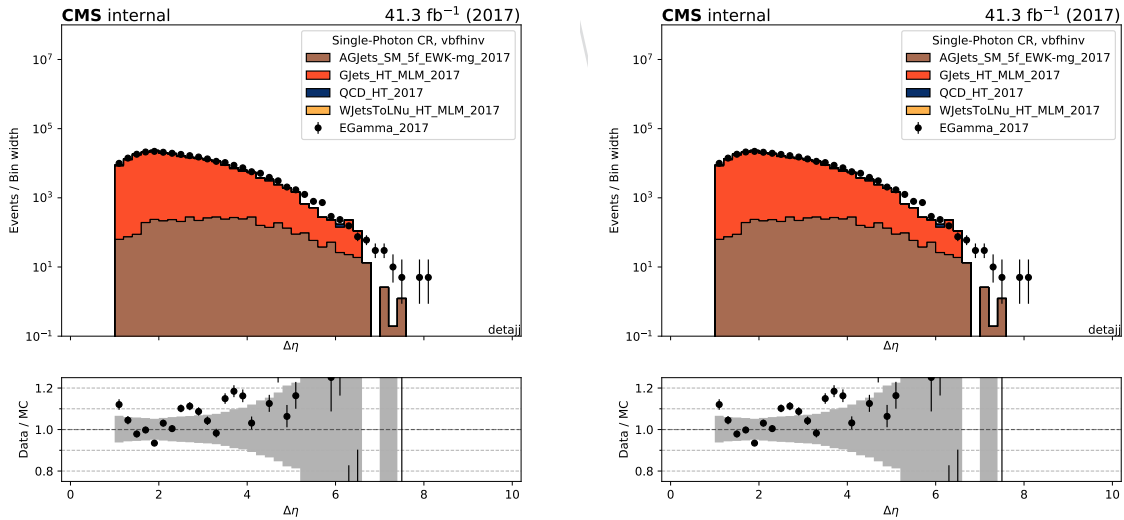 CMS internal 41.3 fb⁻¹ (2017)
10⁷
10⁵
10³
10¹
10⁻¹
Events / Bin width
Single-Photon CR, vbfhinv
AGJets_SM_5f_EWK-mg_2017
GJets_HT_MLM_2017
QCD_HT_2017
WJetsToLNu_HT_MLM_2017
EGamma_2017
detajj
Δη
1.2
1.0
0.8
Data / MC
0 2 4 6 8 10
Δη
CMS internal 41.3 fb⁻¹ (2017)
10⁷
10⁵
10³
10¹
10⁻¹
Events / Bin width
Single-Photon CR, vbfhinv
AGJets_SM_5f_EWK-mg_2017
GJets_HT_MLM_2017
QCD_HT_2017
WJetsToLNu_HT_MLM_2017
EGamma_2017
detajj
Δη
1.2
1.0
0.8
Data / MC
0 2 4 6 8 10
Δη